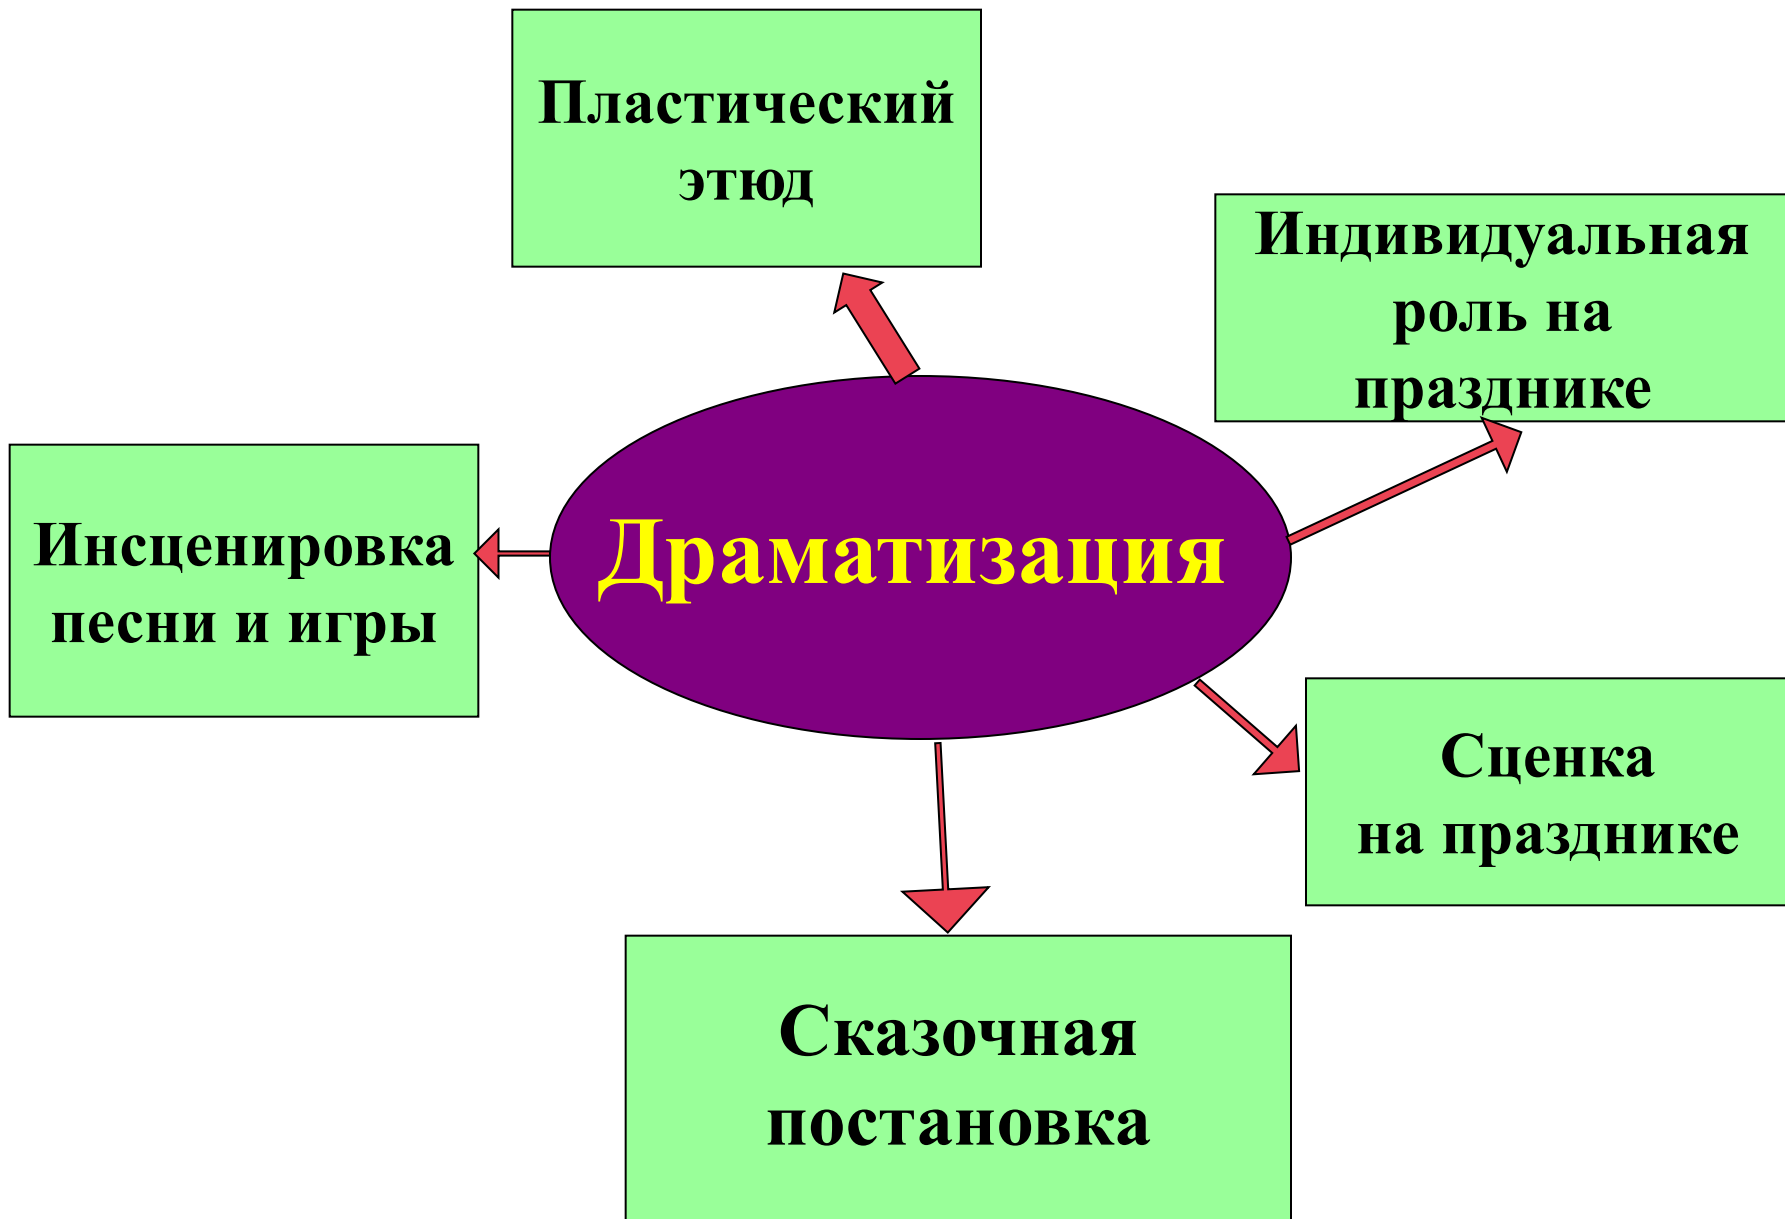 Пластический
этюд
Индивидуальная
роль на
празднике
Инсценировка
песни и игры
Драматизация
Сценка
на празднике
Сказочная
постановка